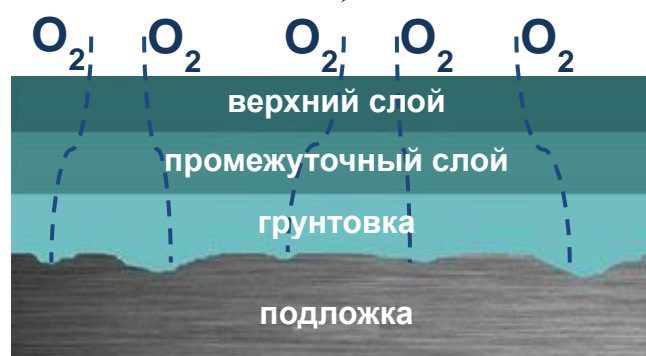 O2 O2 O2 O2 O2
верхний слой
промежуточный слой
грунтовка
подложка